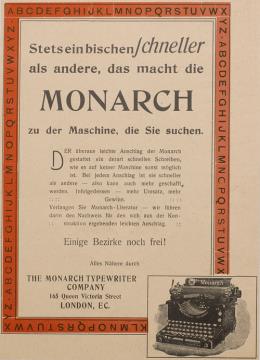 ABCDEFGHIJKLMNOPQRSTUVWXYZ
Stets ein bischen schneller
als andere, das macht die
MONARCH
zu der Maschine, die Sie suchen.
DER überaus leichte Anschlag der Monarch
gestattet ein derart schnelles Schreiben,
wie es auf keiner Maschine sonst möglich
ist. Bei jedem Anschlag ist sie schneller
als andere — also kann auch mehr geschafft
werden. Infolgedessen — mehr Umsatz, mehr
Gewinn.
Verlangen Sie Monarch-Literatur — wir führen
darin den Nachweis für den sich aus der Kon-
struktion ergebenden leichten Anschlag.
Einige Bezirke noch frei!
Alles Nähere durch
THE MONARCH TYPEWRITER
COMPANY
165 Queen Victoria Street
LONDON, EC.
Monarch